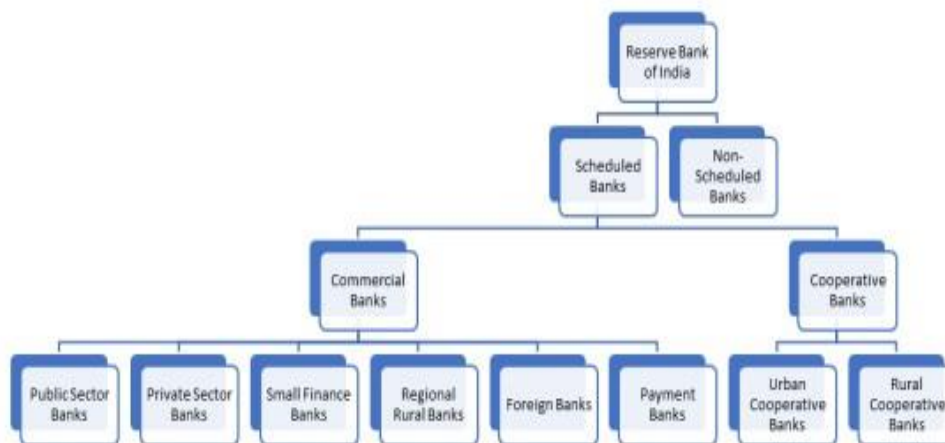 Reserve Bank
of India
Scheduled
Banks
Non-
Scheduled
Banks
Commercial
Banks
Cooperative
Banks
Public Sector
Banks
Private Sector
Banks
Small Finance
Banks
Regional
Rural Banks
Foreign Banks
Payment
Banks
Urban
Cooperative
Banks
Rural
Cooperative
Banks